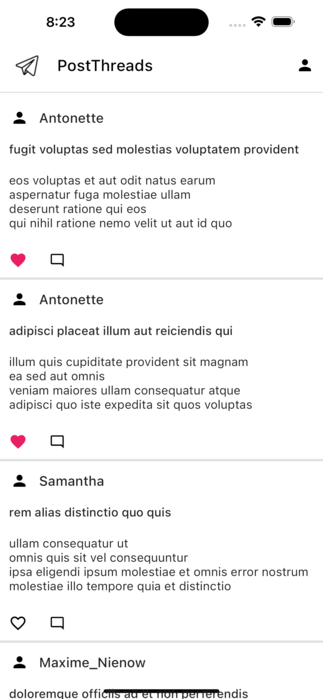 8:23
PostThreads
Antonette
fugit voluptas sed molestias voluptatem provident
eos voluptas et aut odit natus earum
aspernatur fuga molestiae ullam
deserunt ratione qui eos
qui nihil ratione nemo velit ut aut id quo
Antonette
adipisci placeat illum aut reiciendis qui
illum quis cupiditate provident sit magnam
ea sed aut omnis
veniam maiores ullam consequatur atque
adipisci quo iste expedita sit quos voluptas
Samantha
rem alias distinctio quo quis
ullam consequatur ut
omnis quis sit vel consequuntur
ipsa eligendi ipsum molestiae et omnis error nostrum
molestiae illo tempore quia et distinctio
Maxime_Nienow
doloremque officiis ad et non perferendis